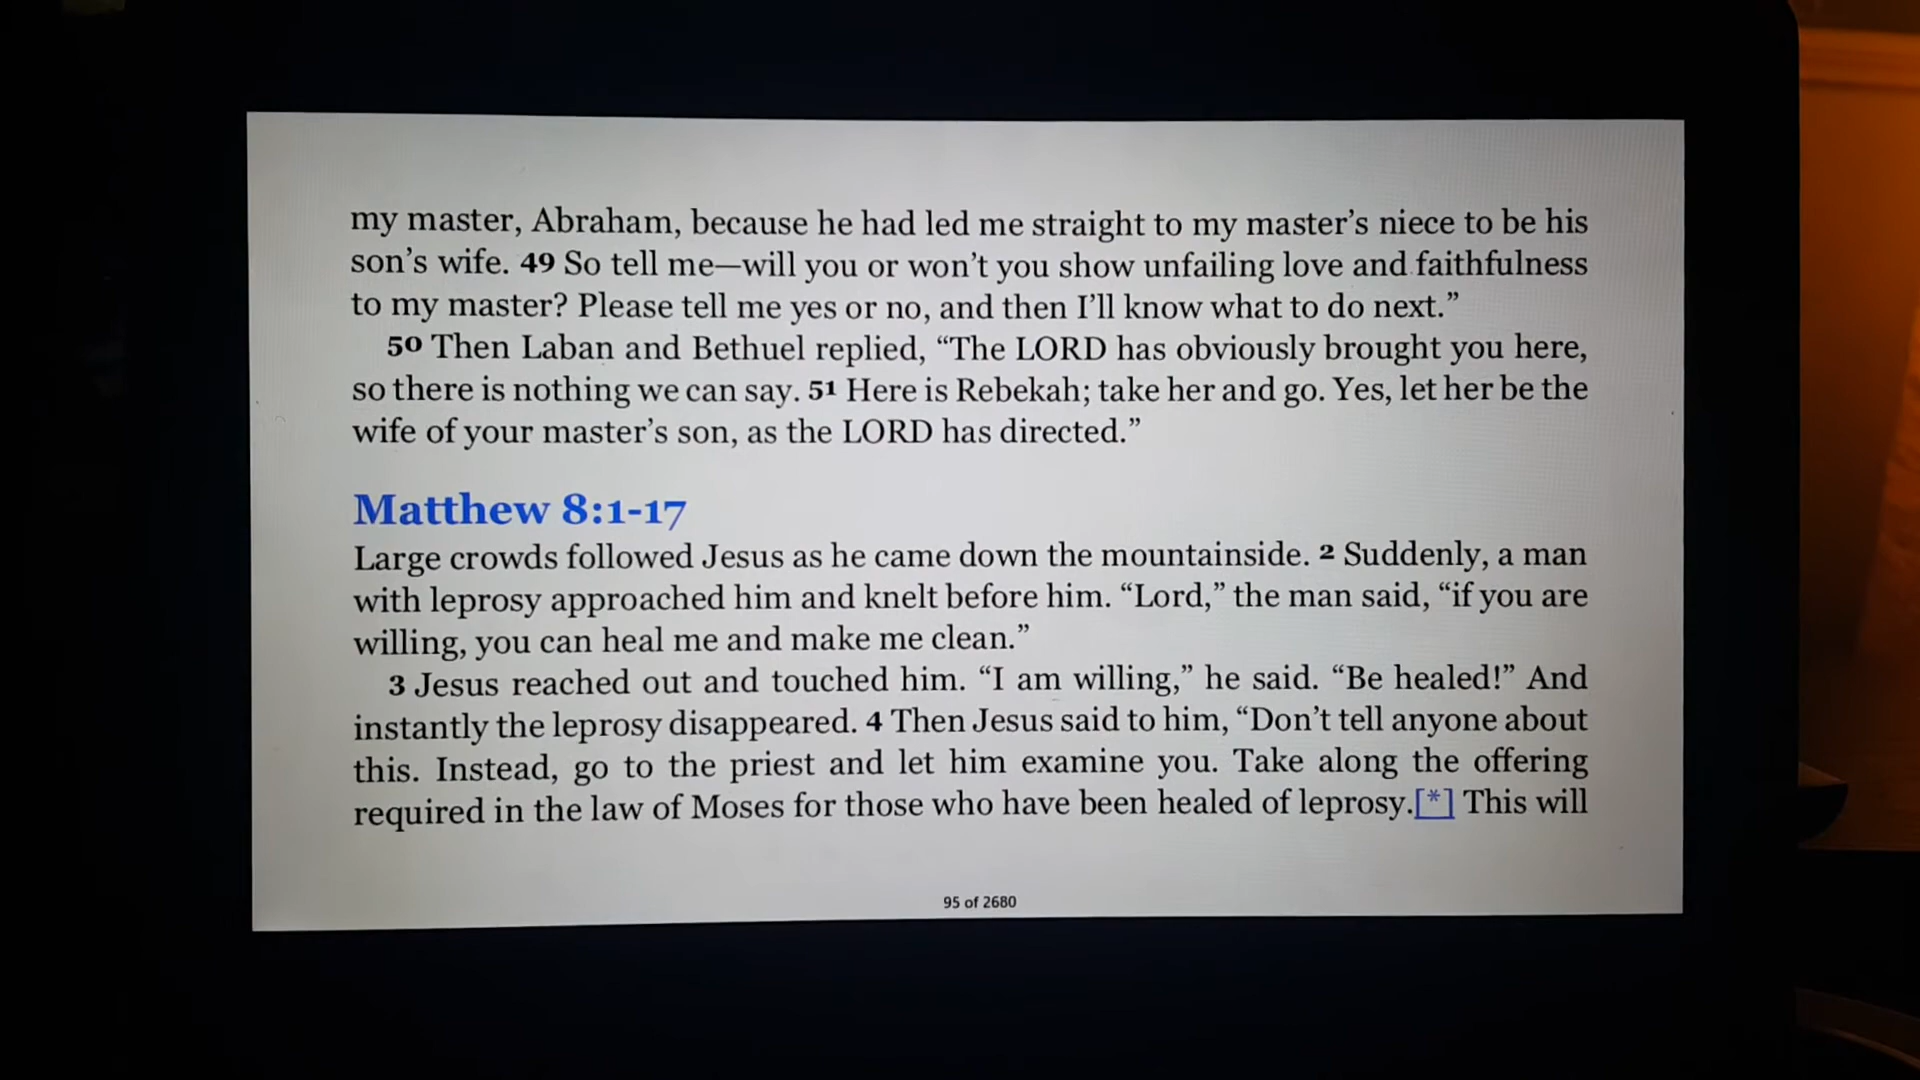 my master, Abraham, because he had led me straight to my master’s niece to be his
son’s wife. 49 So tell me—will you or won’t you show unfailing love and faithfulness
to my master? Please tell me yes or no, and then I’ll know what to do next.”
50 Then Laban and Bethuel replied, “The LORD has obviously brought you here,
so there is nothing we can say. 51 Here is Rebekah; take her and go. Yes, let her be the
wife of your master’s son, as the LORD has directed.”
Matthew 8:1-17
Large crowds followed Jesus as he came down the mountainside. 2 Suddenly, a man
with leprosy approached him and knelt before him. “Lord,” the man said, “if you are
willing, you can heal me and make me clean.”
3 Jesus reached out and touched him. “I am willing,” he said. “Be healed!” And
instantly the leprosy disappeared. 4 Then Jesus said to him, “Don’t tell anyone about
this. Instead, go to the priest and let him examine you. Take along the offering
required in the law of Moses for those who have been healed of leprosy.[*] This will
95 of 2680